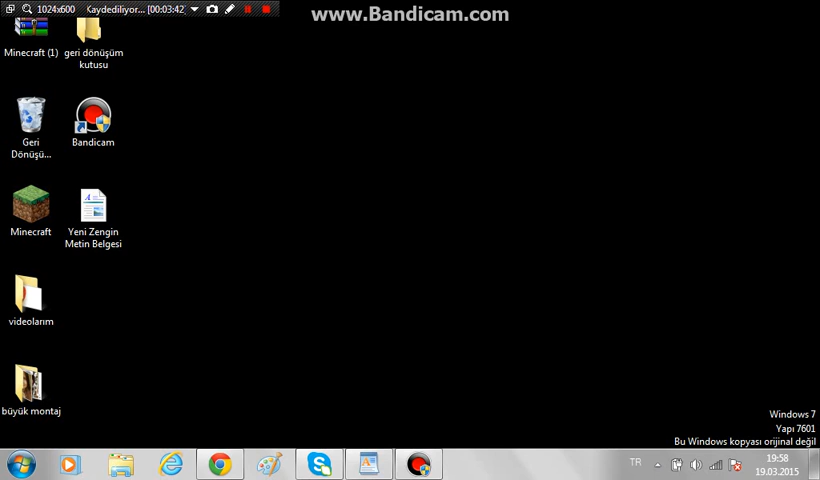 1024x600 Kaydediliyor... [00:03:42]
www.Bandicam.com
Minecraft (1)
geri dönüşüm
kutusu
Geri
Dönüşü...
Bandicam
Minecraft
Yeni Zengin
Metin Belgesi
videolarım
büyük montaj
Windows 7
Yapı 7601
Bu Windows kopyası orijinal değil
TR
19:58
19.03.2015